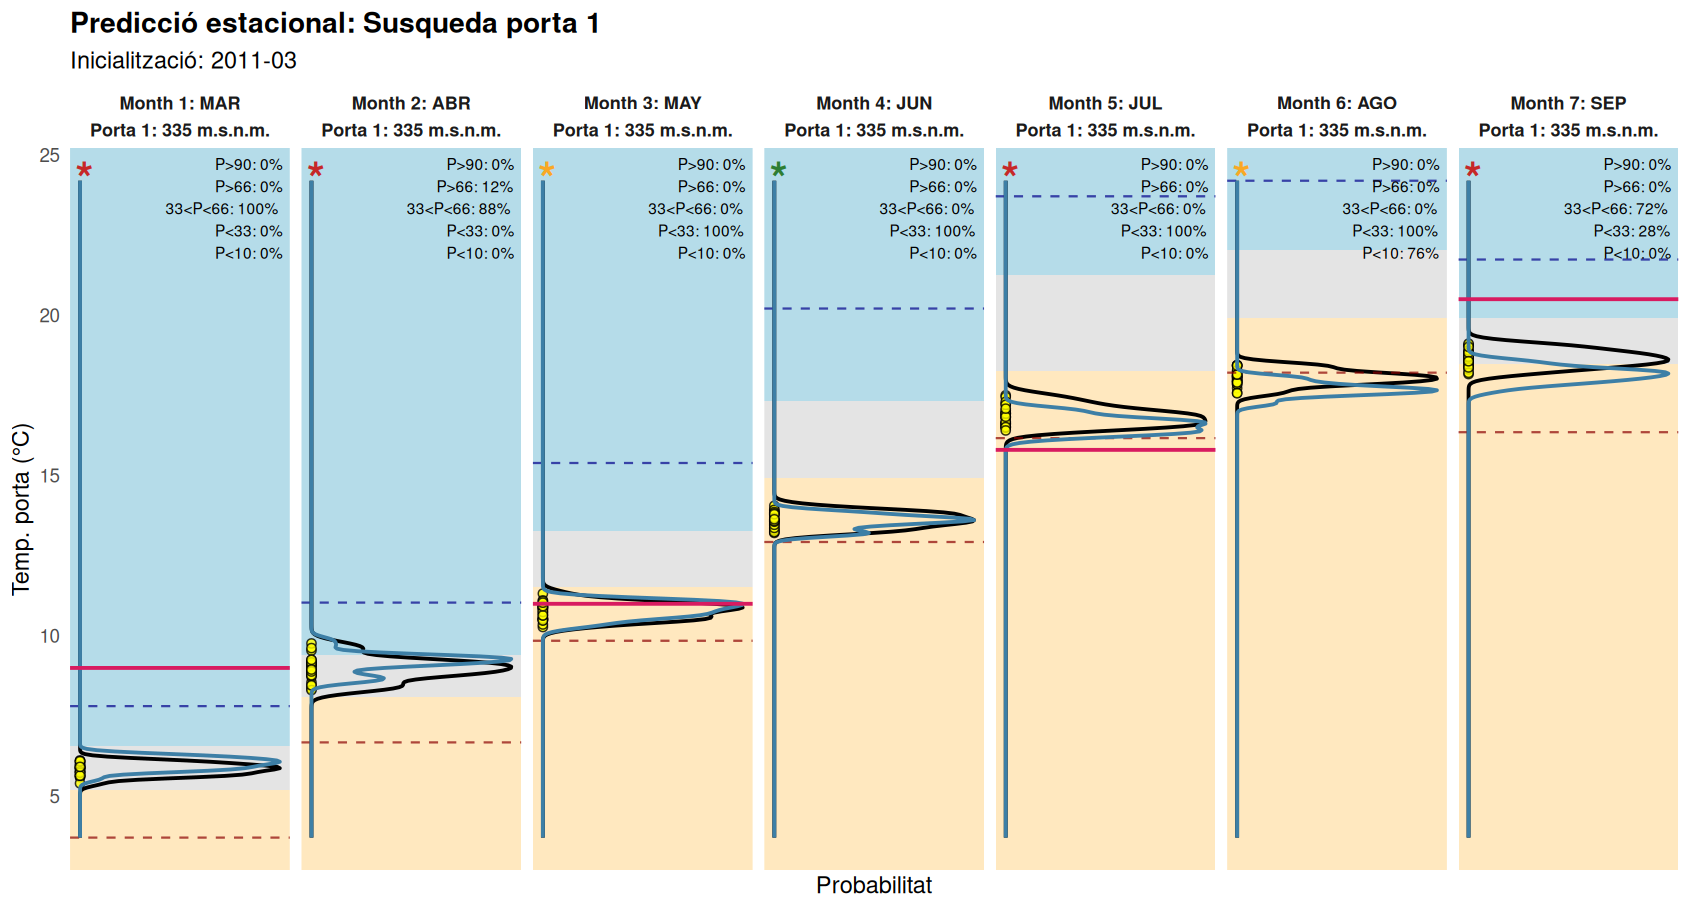 Predicció estacional: Susqueda porta 1
Inicialització: 2011-03
Month 1: MAR
Porta 1: 335 m.s.n.m.
Month 2: ABR
Porta 1: 335 m.s.n.m.
Month 3: MAY
Porta 1: 335 m.s.n.m.
Month 4: JUN
Porta 1: 335 m.s.n.m.
Month 5: JUL
Porta 1: 335 m.s.n.m.
Month 6: AGO
Porta 1: 335 m.s.n.m.
Month 7: SEP
Porta 1: 335 m.s.n.m.
Temp. porta (°C)
25
20
15
10
5
*
P>90: 0%
P>66: 0%
33<P<66: 100%
P<33: 0%
P<10: 0%
*
P>90: 0%
P>66: 12%
33<P<66: 88%
P<33: 0%
P<10: 0%
*
P>90: 0%
P>66: 0%
33<P<66: 0%
P<33: 100%
P<10: 0%
*
P>90: 0%
P>66: 0%
33<P<66: 0%
P<33: 100%
P<10: 0%
*
P>90: 0%
P>66: 0%
33<P<66: 0%
P<33: 100%
P<10: 0%
*
P>90: 0%
P>66: 0%
33<P<66: 0%
P<33: 100%
P<10: 76%
*
P>90: 0%
P>66: 0%
33<P<66: 72%
P<33: 28%
P<10: 0%
Probabilitat